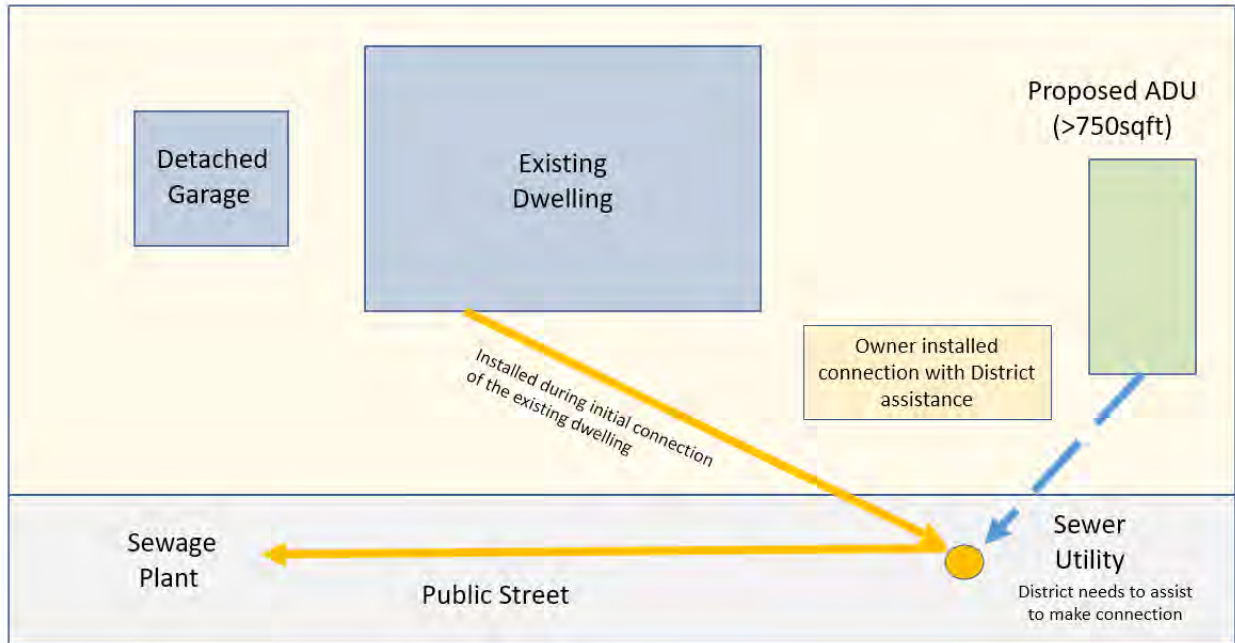 Proposed ADU
(>750sqft)
Detached
Garage
Existing
Dwelling
Owner installed
connection with District
assistance
Installed during initial connection
of the existing dwelling
Sewage
Plant
Public Street
Sewer
Utility
District needs to assist
to make connection